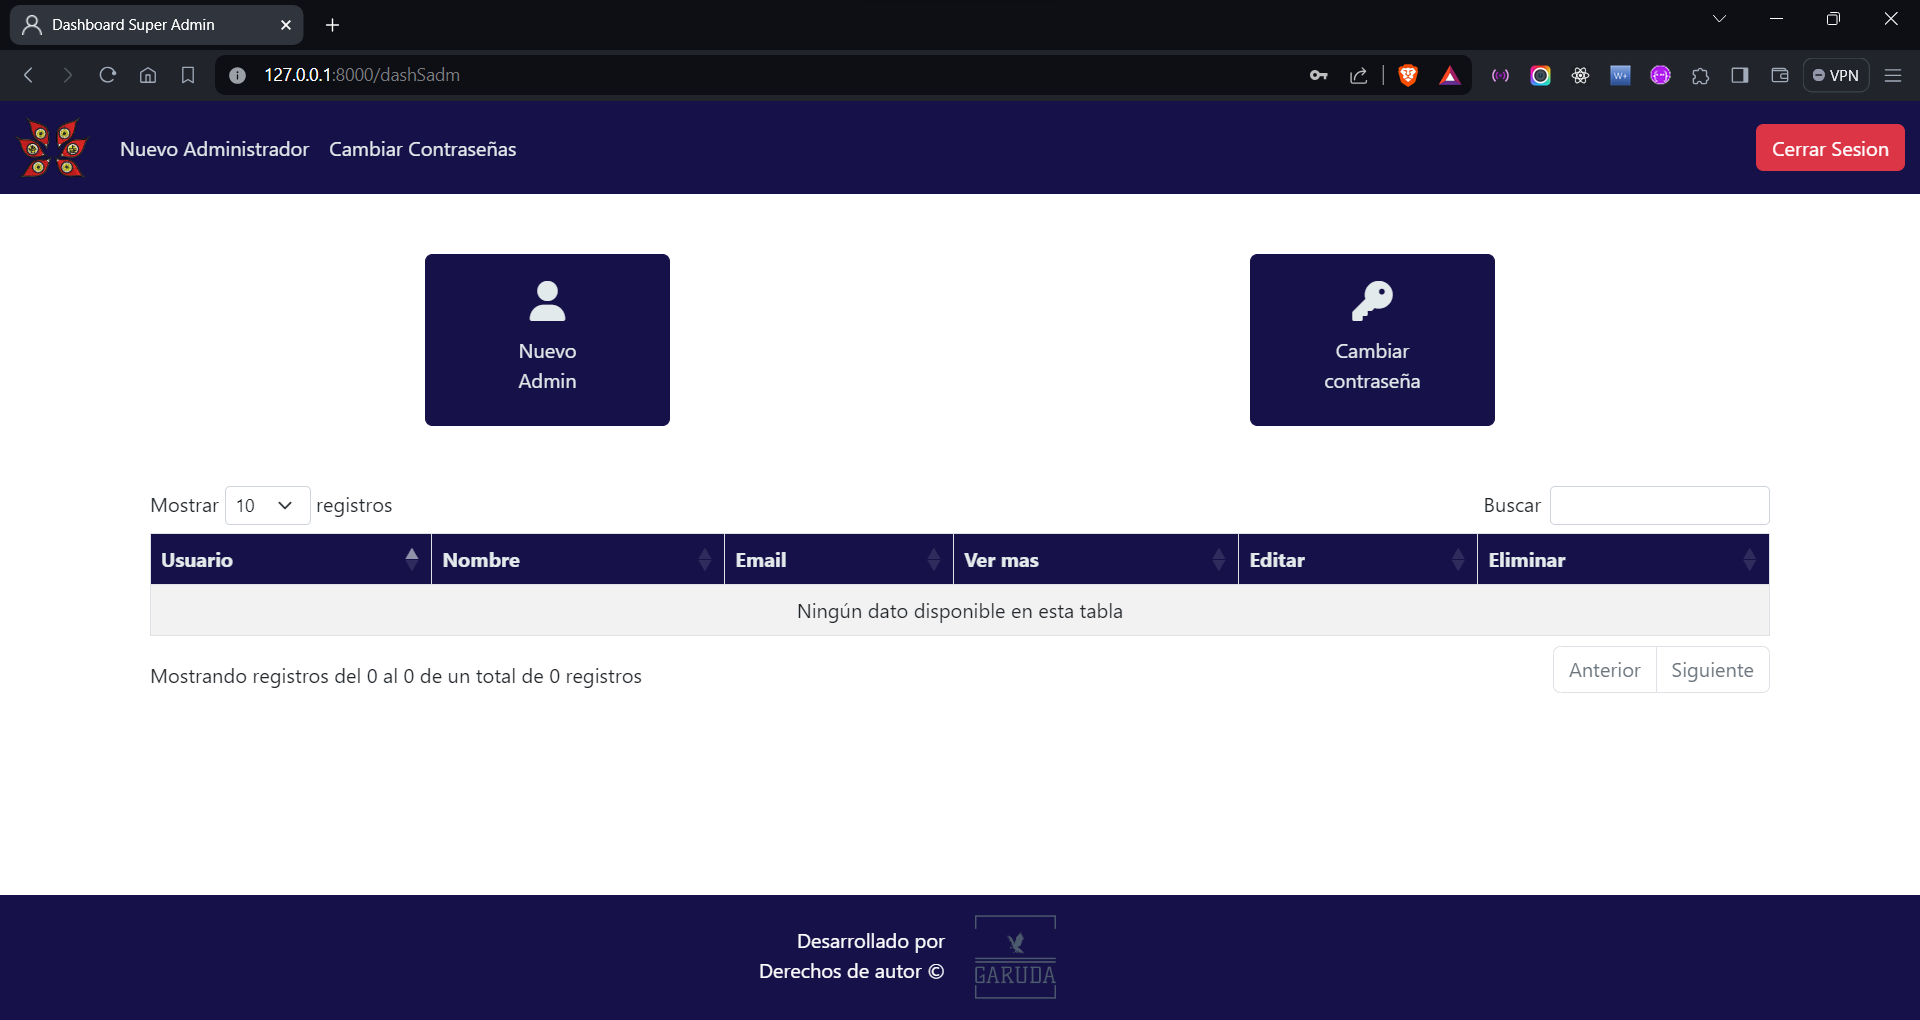 Dashboard Super Admin
127.0.0.1:8000/dashSadm
VPN
Nuevo Administrador Cambiar Contraseñas
Cerrar Sesion
Nuevo
Admin
Cambiar
contraseña
Mostrar 10 registros
Buscar
Usuario Nombre Email Ver mas Editar Eliminar
Ningún dato disponible en esta tabla
Mostrando registros del 0 al 0 de un total de 0 registros
Anterior Siguiente
Desarrollado por
Derechos de autor ©
GARUDA